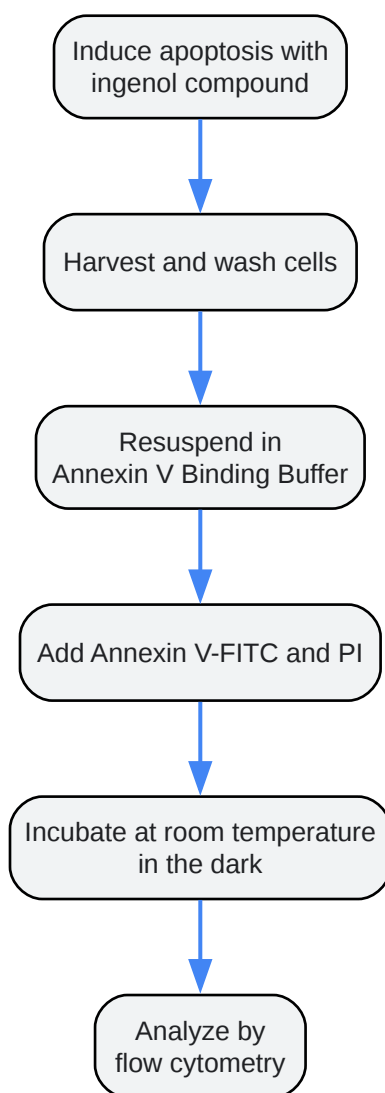 Induce apoptosis with
ingenol compound
Harvest and wash cells
Resuspend in
Annexin V Binding Buffer
Add Annexin V-FITC and PI
Incubate at room temperature
in the dark
Analyze by
flow cytometry